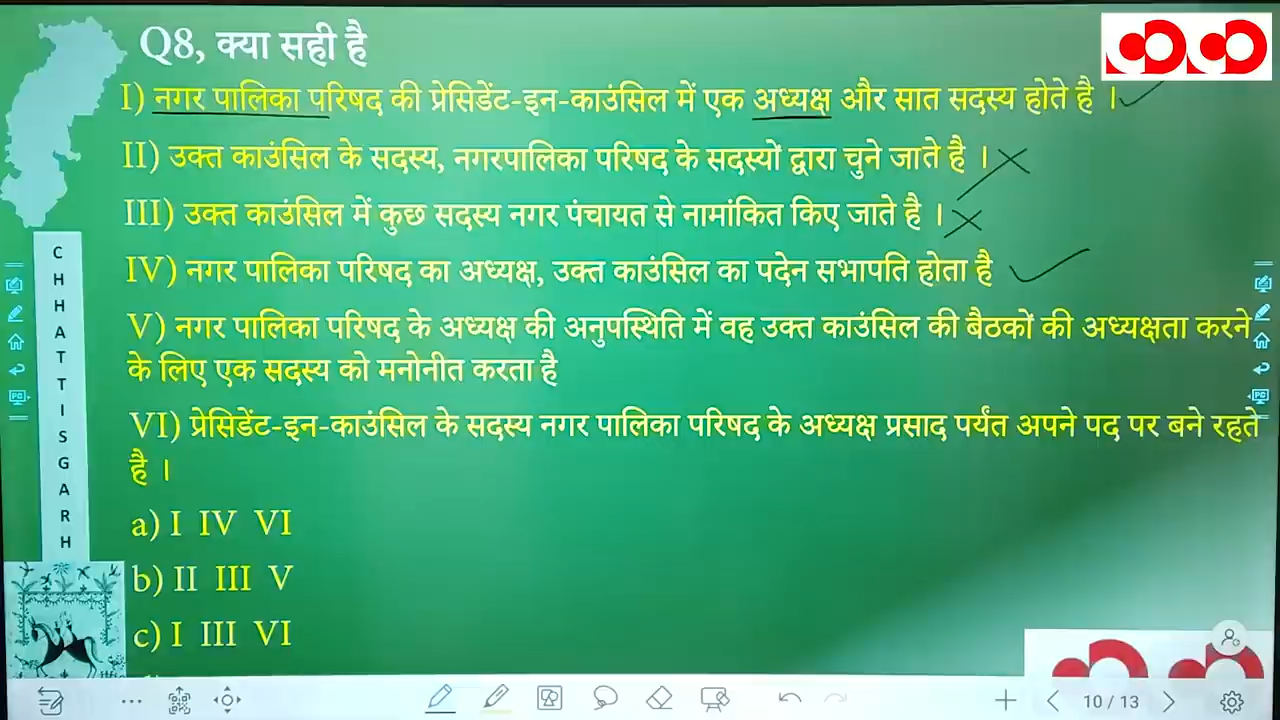 Q8, क्या सही है
I) नगर पालिका परिषद की प्रेसिडेंट-इन-काउंसिल में एक अध्यक्ष और सात सदस्य होते है ।
II) उक्त काउंसिल के सदस्य, नगरपालिका परिषद के सदस्यों द्वारा चुने जाते है ।
III) उक्त काउंसिल में कुछ सदस्य नगर पंचायत से नामांकित किए जाते है ।
IV) नगर पालिका परिषद का अध्यक्ष, उक्त काउंसिल का पदेन सभापति होता है
V) नगर पालिका परिषद के अध्यक्ष की अनुपस्थिति में वह उक्त काउंसिल की बैठकों की अध्यक्षता करने
के लिए एक सदस्य को मनोनीत करता है
VI) प्रेसिडेंट-इन-काउंसिल के सदस्य नगर पालिका परिषद के अध्यक्ष प्रसाद पर्यंत अपने पद पर बने रहते
है ।
a) I IV VI
b) II III V
c) I III VI
CHHATTISGARH
10 / 13